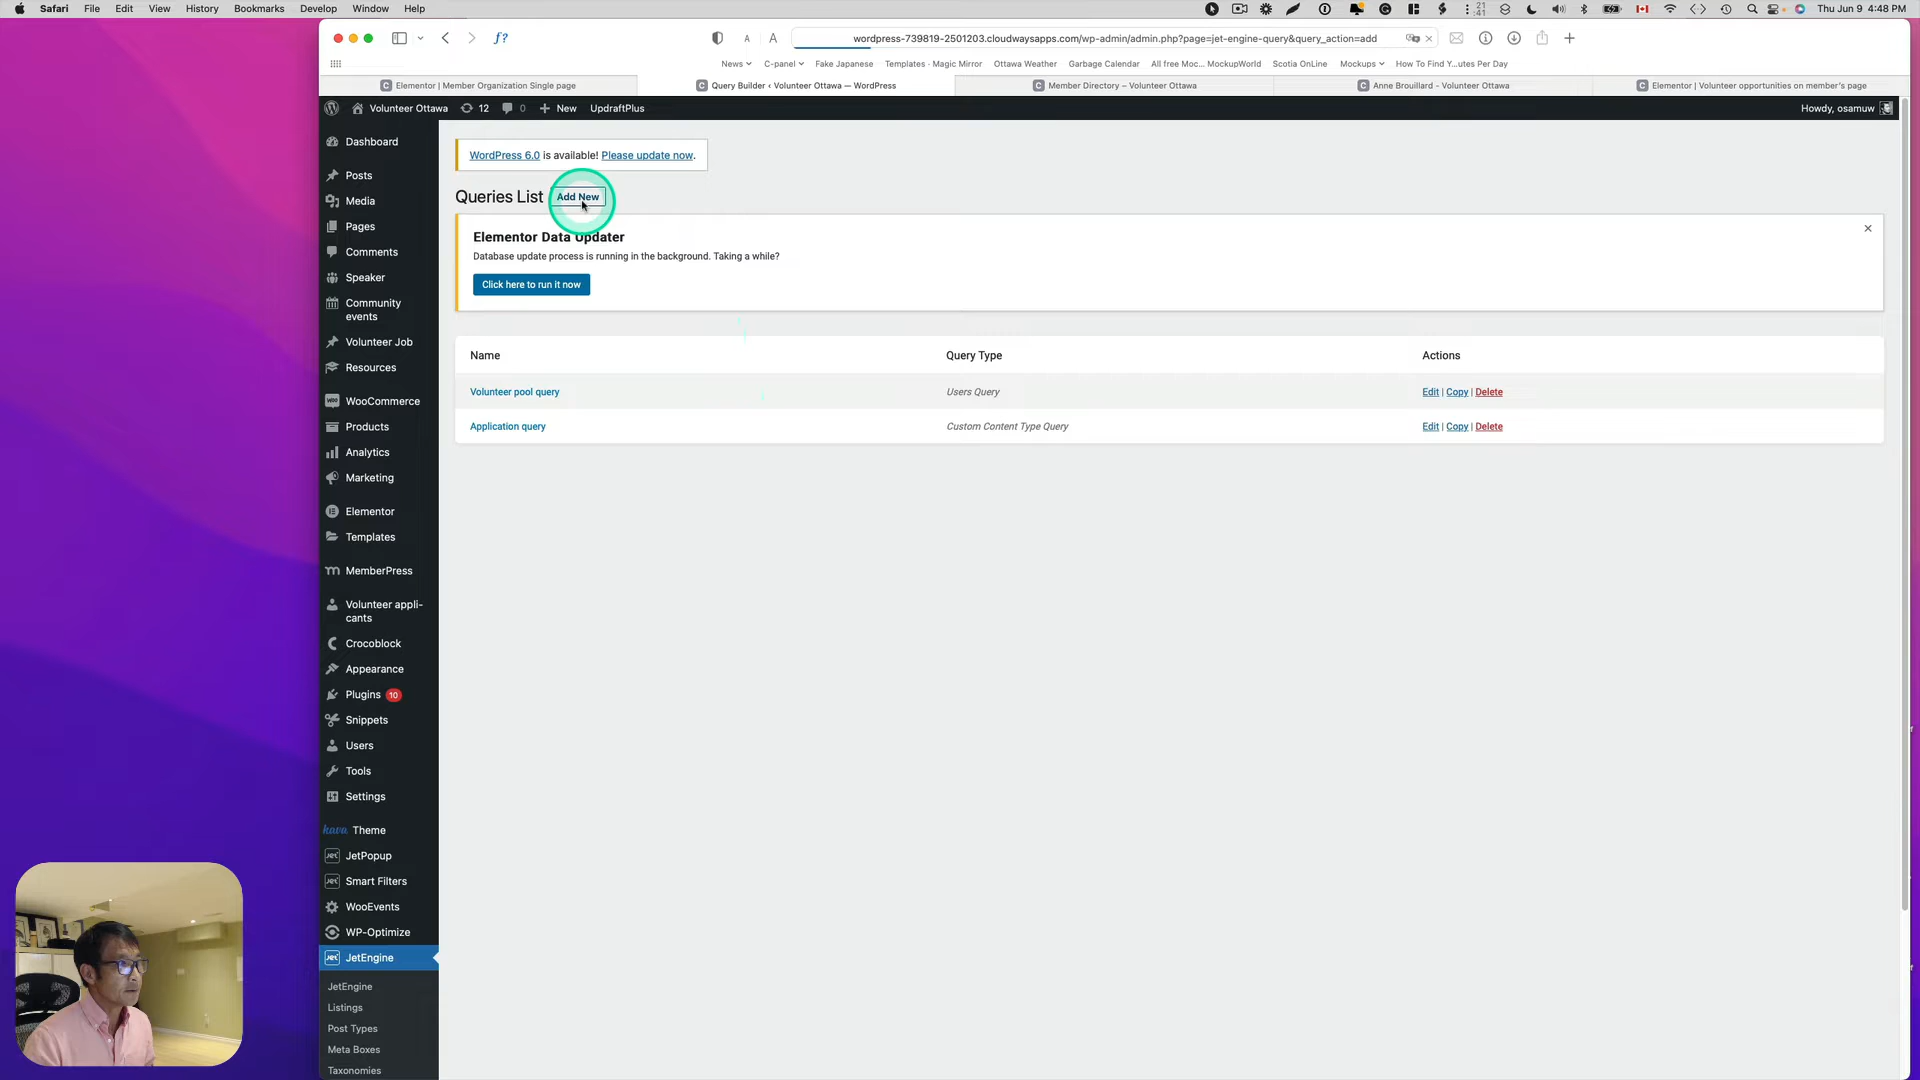 Safari File Edit View History Bookmarks Develop Window Help
21
41
Thu Jun 9 4:48 PM
f?
A A
wordpress-739819-2501203.cloudwaysapps.com/wp-admin/admin.php?page=jet-engine-query&query_action=add
News C-panel Fake Japanese Templates - Magic Mirror Ottawa Weather Garbage Calendar All free Moc... MockupWorld Scotia OnLine Mockups How To Find Y...utes Per Day
Elementor | Member Organization Single page
Query Builder ‹ Volunteer Ottawa — WordPress
Member Directory – Volunteer Ottawa
Anne Brouillard - Volunteer Ottawa
Elementor | Volunteer opportunities on member's page
Volunteer Ottawa 12 0 New UpdraftPlus
Howdy, osamuw
Dashboard
Posts
Media
Pages
Comments
Speaker
Community
events
Volunteer Job
Resources
WooCommerce
Products
Analytics
Marketing
Elementor
Templates
MemberPress
Volunteer appli-
cants
Crocoblock
Appearance
Plugins 10
Snippets
Users
Tools
Settings
kava Theme
JetPopup
Smart Filters
WooEvents
WP-Optimize
JetEngine
JetEngine
Listings
Post Types
Meta Boxes
Taxonomies
WordPress 6.0 is available! Please update now.
Queries List Add New
Elementor Data Updater
Database update process is running in the background. Taking a while?
Click here to run it now
Name Query Type Actions
Volunteer pool query Users Query Edit | Copy | Delete
Application query Custom Content Type Query Edit | Copy | Delete